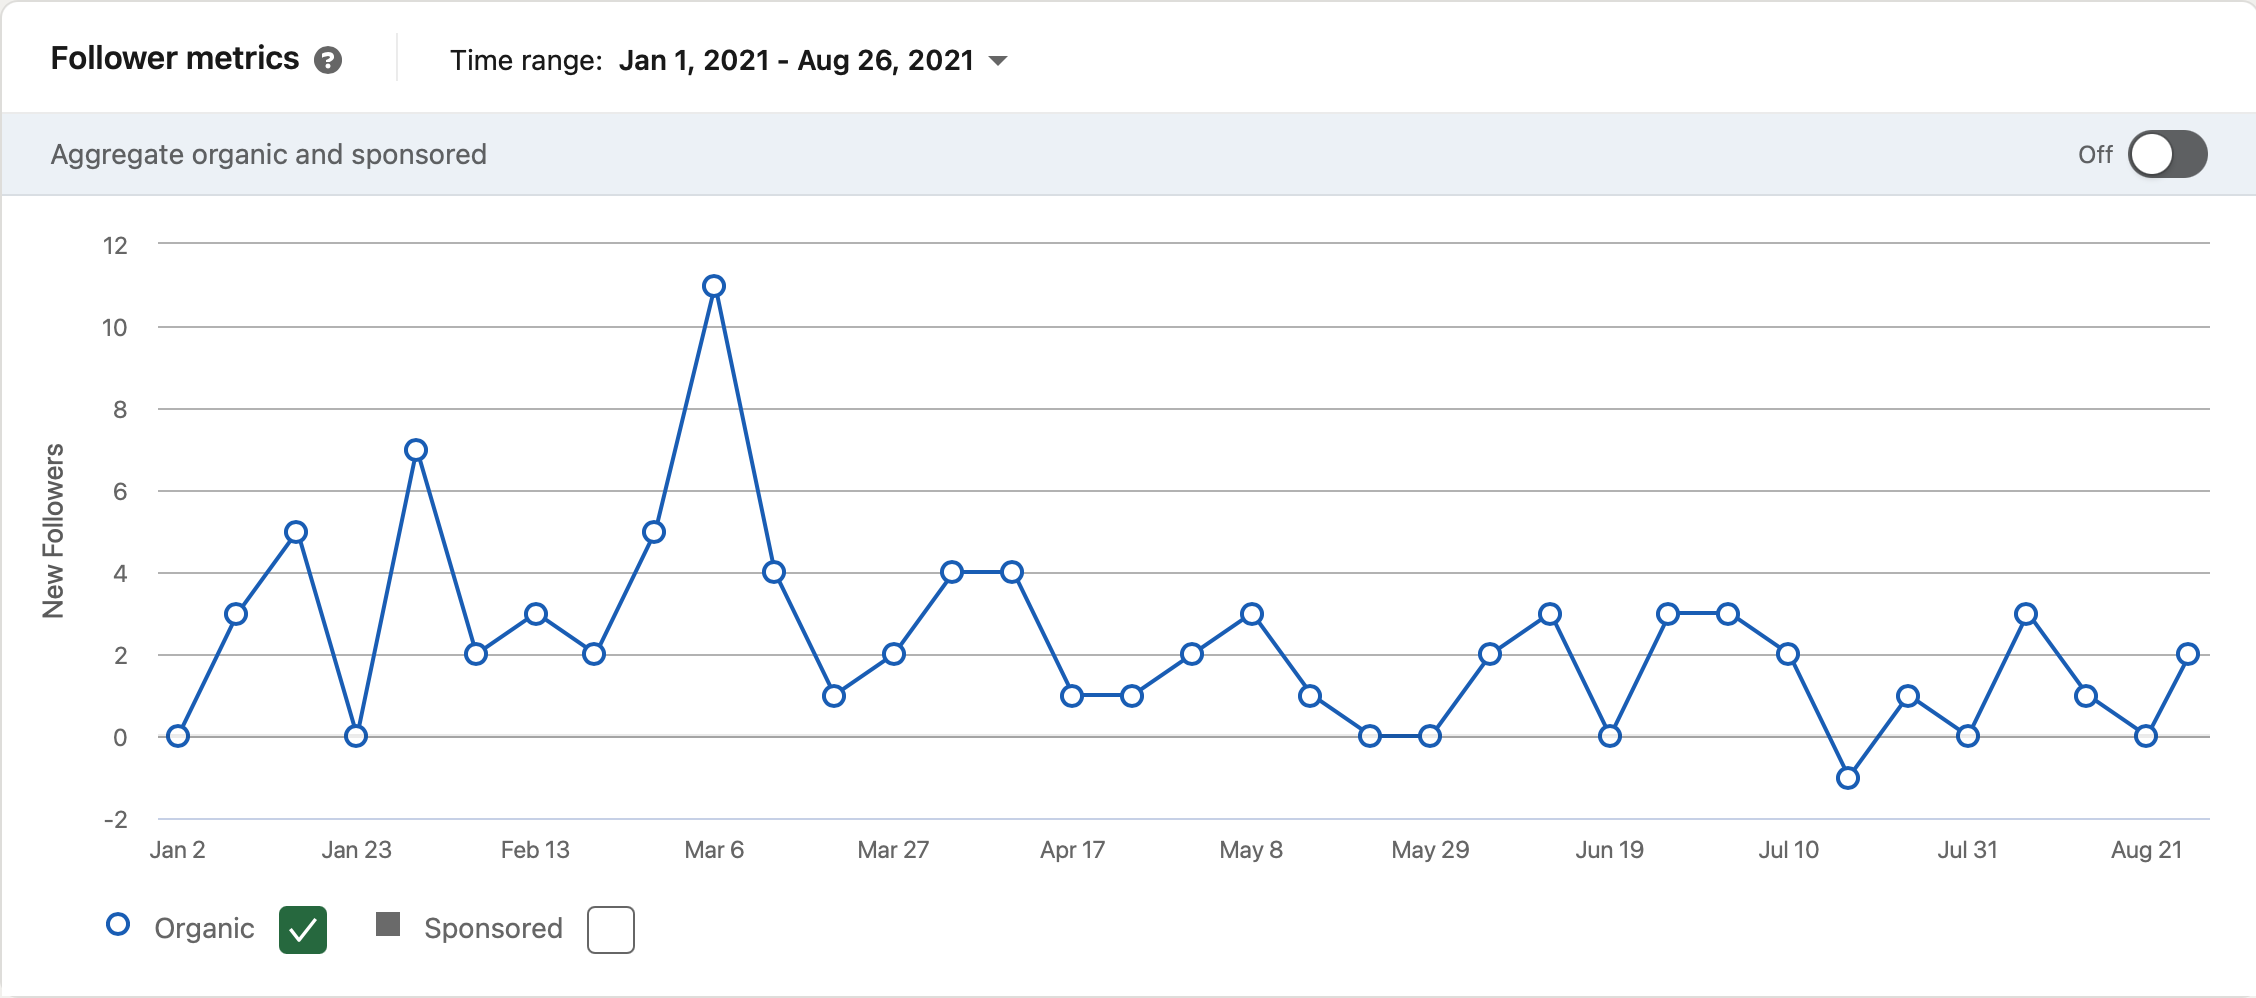 Follower metrics ? Time range: Jan 1, 2021 - Aug 26, 2021
Aggregate organic and sponsored Off
12
10
8
6
4
2
0
-2
New Followers
Jan 2 Jan 23 Feb 13 Mar 6 Mar 27 Apr 17 May 8 May 29 Jun 19 Jul 10 Jul 31 Aug 21
Organic Sponsored